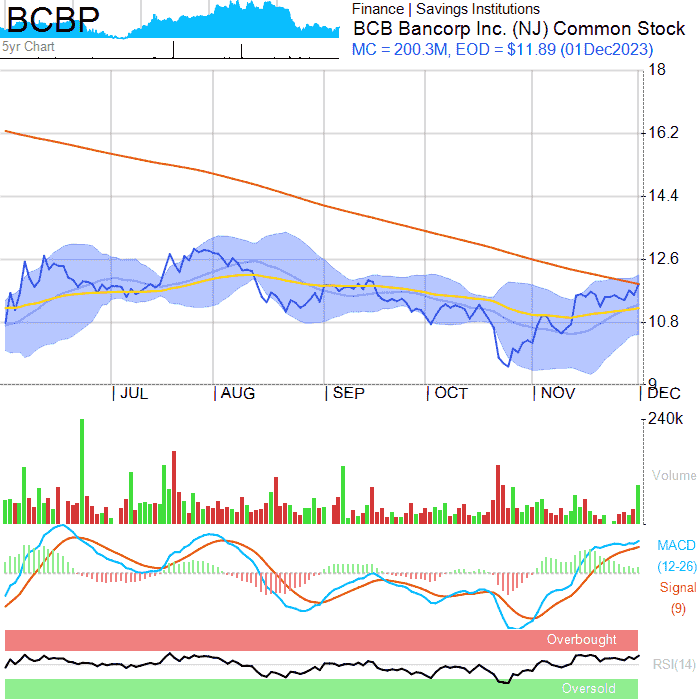 BCBP
5yr Chart
Finance | Savings Institutions
BCB Bancorp Inc. (NJ) Common Stock
MC = 200.3M, EOD = $11.89 (01Dec2023)
18
16.2
14.4
12.6
10.8
9
JUL AUG SEP OCT NOV DEC
240k
Volume
MACD
(12-26)
Signal
(9)
Overbought
RSI(14)
Oversold